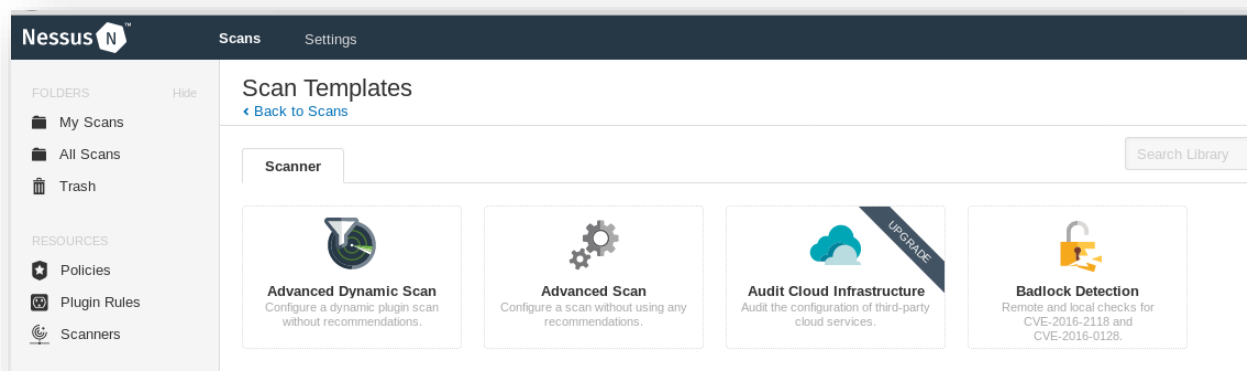 Nessus N ™
Scans Settings
FOLDERS Hide
My Scans
All Scans
Trash
RESOURCES
Policies
Plugin Rules
Scanners
Scan Templates
Back to Scans
Scanner
Search Library
Advanced Dynamic Scan
Configure a dynamic plugin scan
without recommendations.
Advanced Scan
Configure a scan without using any
recommendations.
UPGRADE
Audit Cloud Infrastructure
Audit the configuration of third-party
cloud services.
Badlock Detection
Remote and local checks for
CVE-2016-2118 and
CVE-2016-0128.